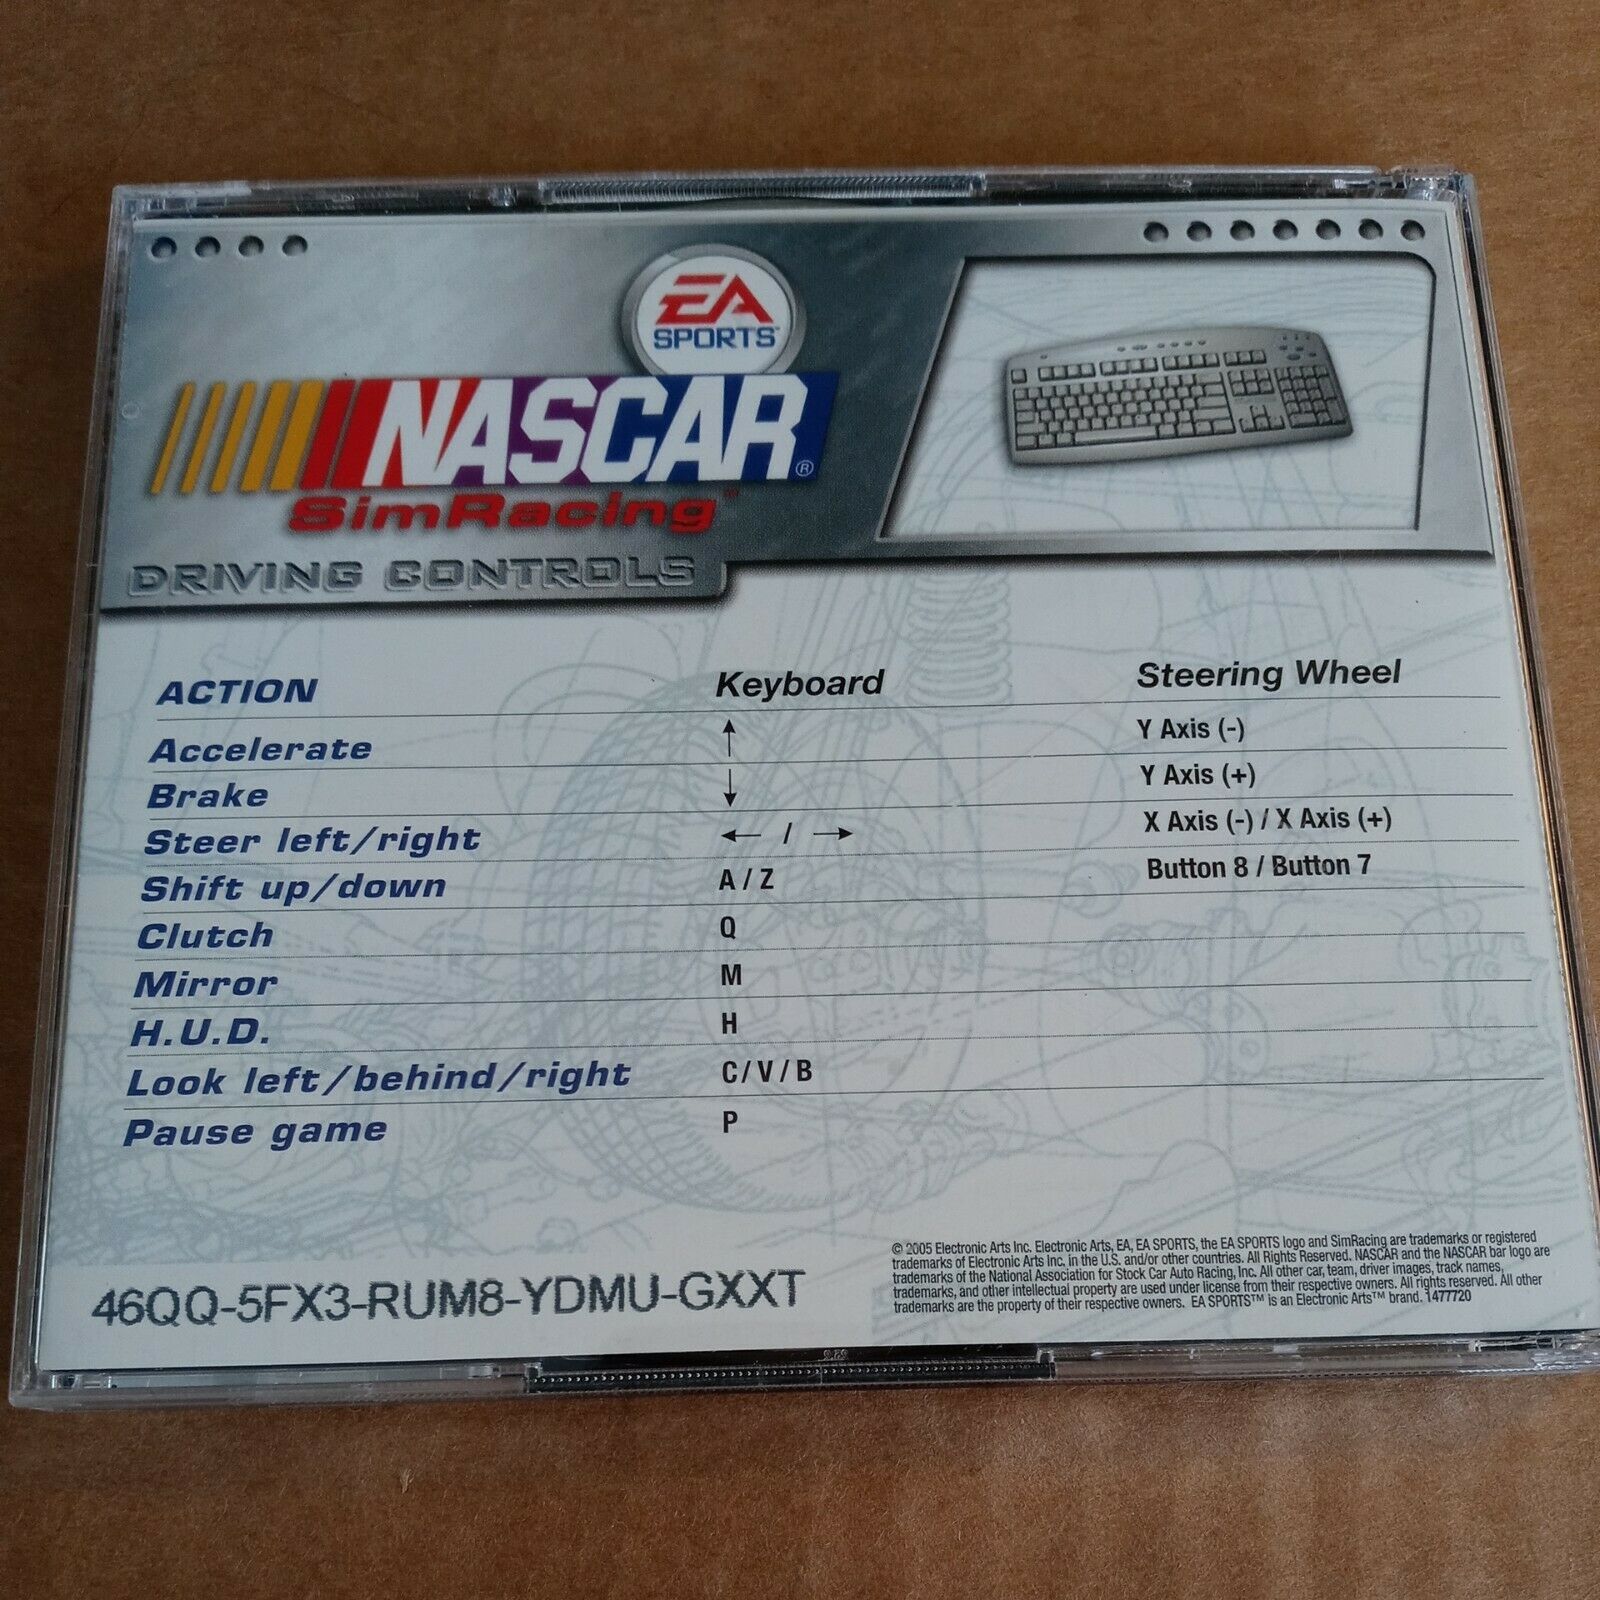 EA
SPORTS™
NASCAR®
SimRacing™
DRIVING CONTROLS
ACTION Keyboard Steering Wheel
Accelerate ↑ Y Axis (-)
Brake ↓ Y Axis (+)
Steer left/right ← / → X Axis (-) / X Axis (+)
Shift up/down A / Z Button 8 / Button 7
Clutch Q
Mirror M
H.U.D. H
Look left/behind/right C / V / B
Pause game P
46QQ-5FX3-RUM8-YDMU-GXXT
© 2005 Electronic Arts Inc. Electronic Arts, EA, EA SPORTS, the EA SPORTS logo and SimRacing are trademarks or registered
trademarks of Electronic Arts Inc. in the U.S. and/or other countries. All Rights Reserved. NASCAR and the NASCAR bar logo are
trademarks of the National Association for Stock Car Auto Racing, Inc. All other car, team, driver images, track names,
trademarks, and other intellectual property are used under license from their respective owners. All rights reserved. All other
trademarks are the property of their respective owners. EA SPORTS™ is an Electronic Arts™ brand. 1477720